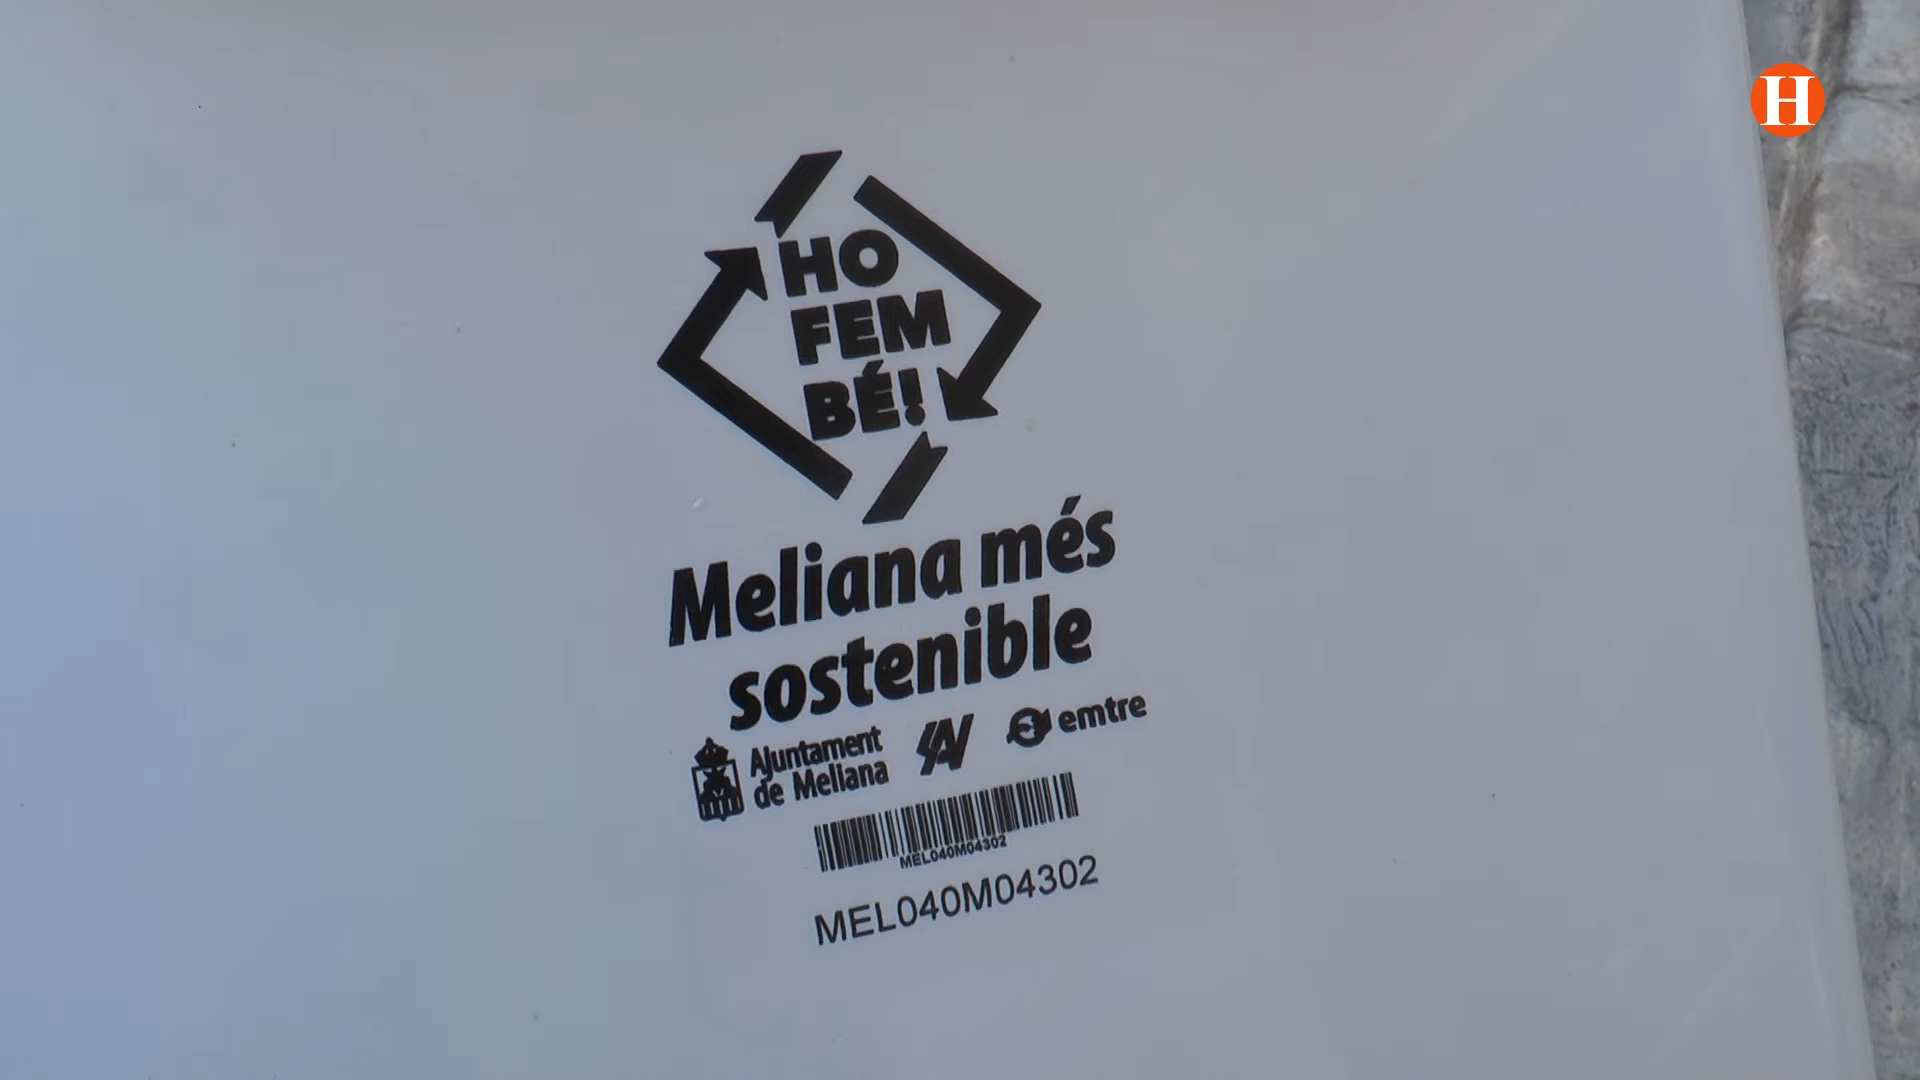 H
HO
FEM
BÉ!
Meliana més
sostenible
Ajuntament
de Meliana
emtre
MEL040M04302
MEL040M04302